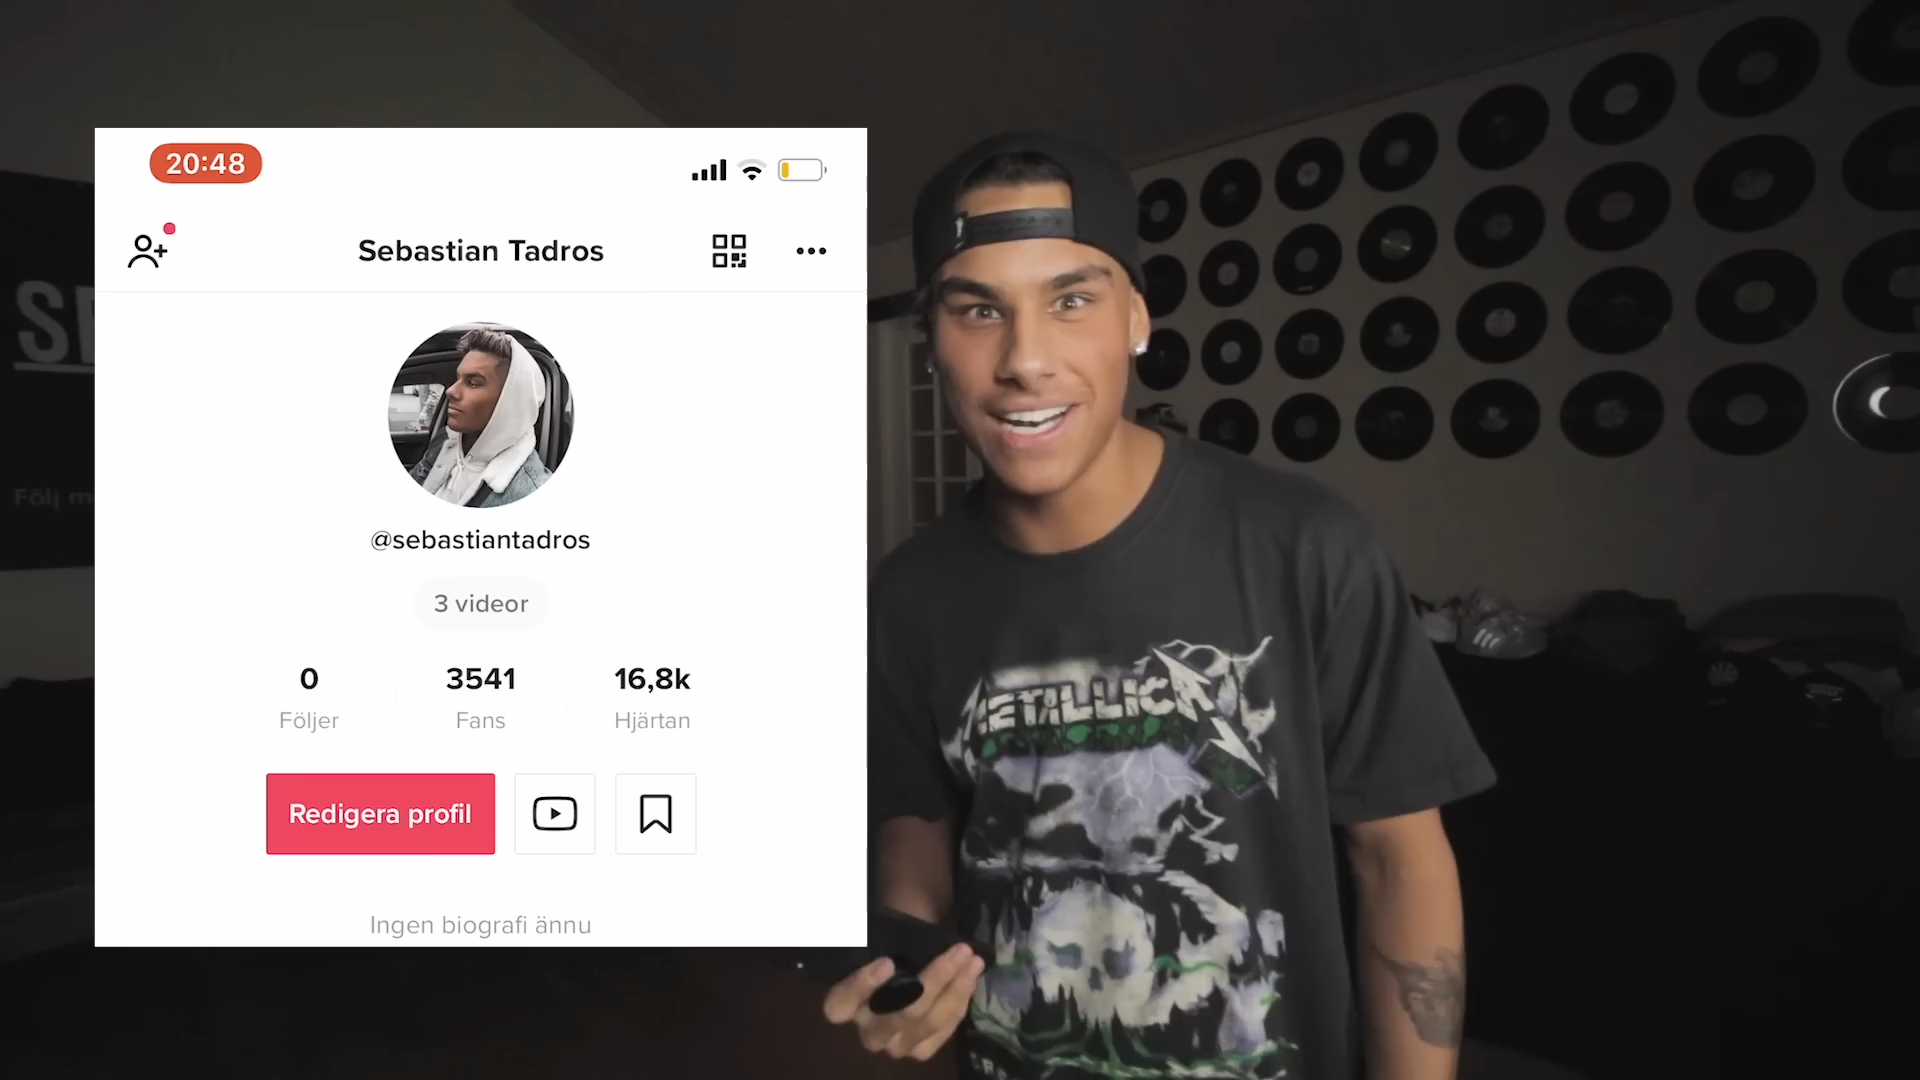 20:48
Sebastian Tadros
@sebastiantadros
3 videor
0
3541
16,8k
Följer
Fans
Hjärtan
Redigera profil
Ingen biografi ännu
Följ m
METALLICA